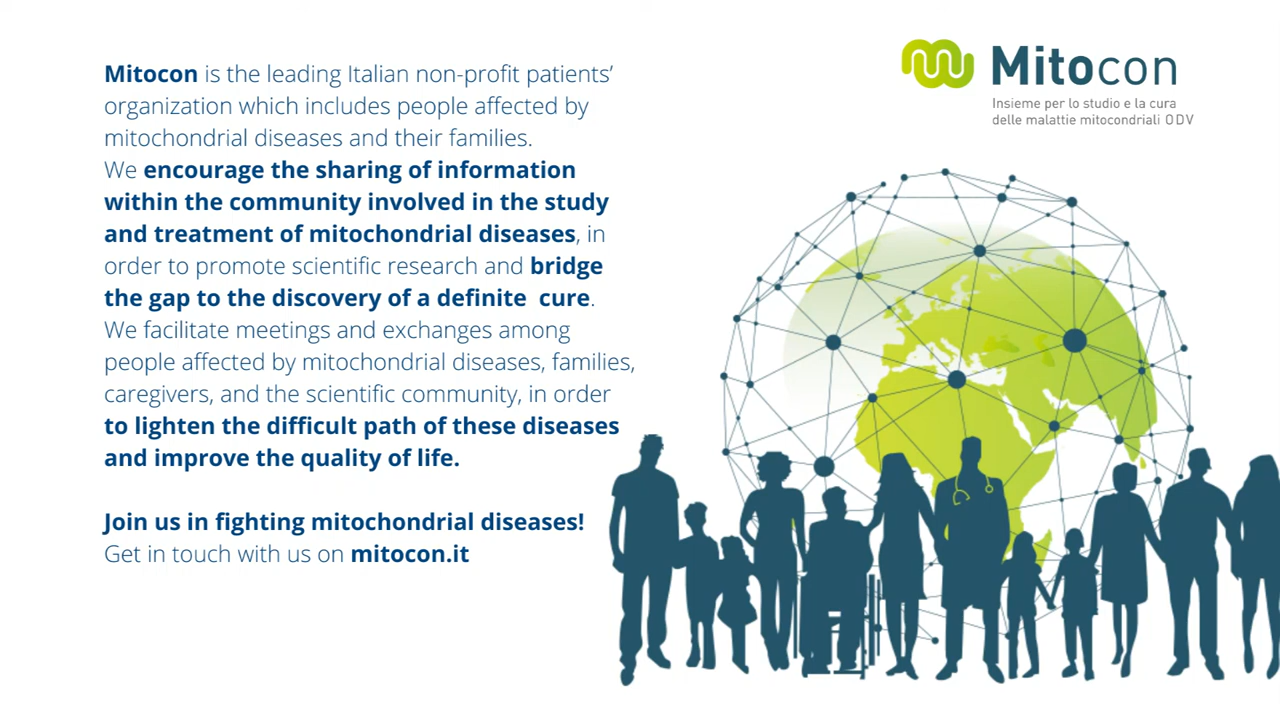 Mitocon is the leading Italian non-profit patients’
organization which includes people affected by
mitochondrial diseases and their families.
We encourage the sharing of information
within the community involved in the study
and treatment of mitochondrial diseases, in
order to promote scientific research and bridge
the gap to the discovery of a definite  cure.
We facilitate meetings and exchanges among
people affected by mitochondrial diseases, families,
caregivers, and the scientific community, in order
to lighten the difficult path of these diseases
and improve the quality of life.
Join us in fighting mitochondrial diseases!
Get in touch with us on mitocon.it
Mitocon
Insieme per lo studio e la cura
delle malattie mitocondriali ODV